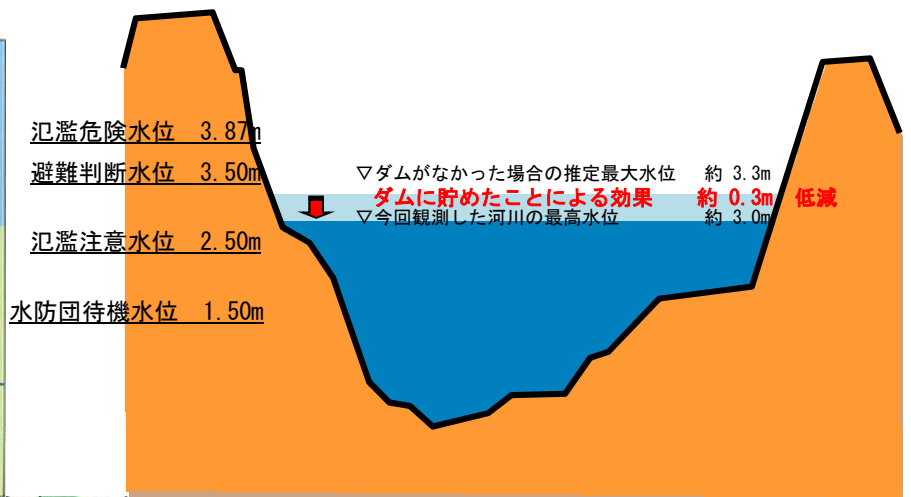 氾濫危険水位 3.87m
避難判断水位 3.50m
▽ダムがなかった場合の推定最大水位 約 3.3m
ダムに貯めたことによる効果 約 0.3m 低減
▽今回観測した河川の最高水位 約 3.0m
氾濫注意水位 2.50m
水防団待機水位 1.50m